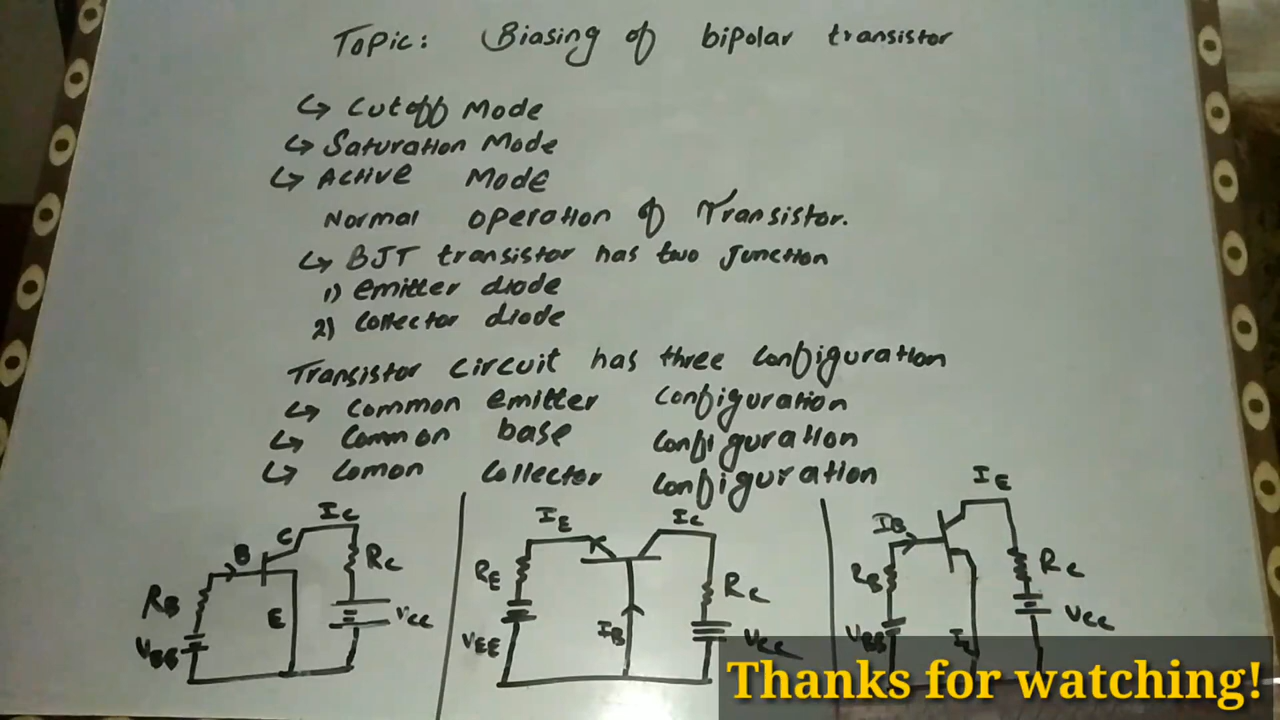 Topic: Biasing of bipolar transistor
↳ Cutoff Mode
↳ Saturation Mode
↳ Active Mode
Normal operation of Transistor.
↳ BJT transistor has two Junction
1) emitter diode
2) Collector diode
Transistor circuit has three configuration
↳ Common emitter configuration
↳ Common base configuration
↳ Comon collector configuration
IC
C
B
RC
RB
E
VCC
VBB
IE
IC
RE
RC
IB
VEE
VCC
IE
IB
RB
RC
VCC
VBB
Thanks for watching!